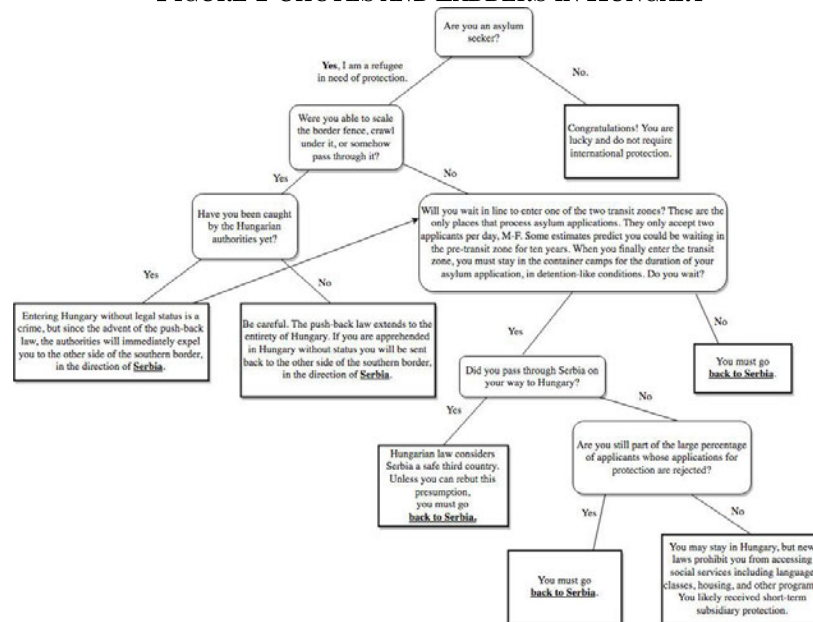 FIGURE 1 CHUTES AND LADDERS IN HUNGARY
Are you an asylum
seeker?
Yes, I am a refugee
in need of protection.
No.
Were you able to scale
the border fence, crawl
under it, or somehow
pass through it?
Congratulations! You are
lucky and do not require
international protection.
Yes
No
Have you been caught
by the Hungarian
authorities yet?
Will you wait in line to enter one of the two transit zones? These are the
only places that process asylum applications. They only accept two
applicants per day, M-F. Some estimates predict you could be waiting in
the pre-transit zone for ten years. When you finally enter the transit
zone, you must stay in the container camps for the duration of your
asylum application, in detention-like conditions. Do you wait?
Yes
No
Entering Hungary without legal status is a
crime, but since the advent of the push-back
law, the authorities will immediately expel
you to the other side of the southern border,
in the direction of Serbia.
Be careful. The push-back law extends to the
entirety of Hungary. If you are apprehended
in Hungary without status you will be sent
back to the other side of the southern border,
in the direction of Serbia.
Yes
No
Did you pass through Serbia on
your way to Hungary?
You must go
back to Serbia.
Yes
No
Hungarian law considers
Serbia a safe third country.
Unless you can rebut this
presumption,
you must go
back to Serbia.
Are you still part of the large percentage
of applicants whose applications for
protection are rejected?
Yes
No
You must go
back to Serbia.
You may stay in Hungary, but new
laws prohibit you from accessing
social services including language
classes, housing, and other program
You likely received short-term
subsidiary protection.